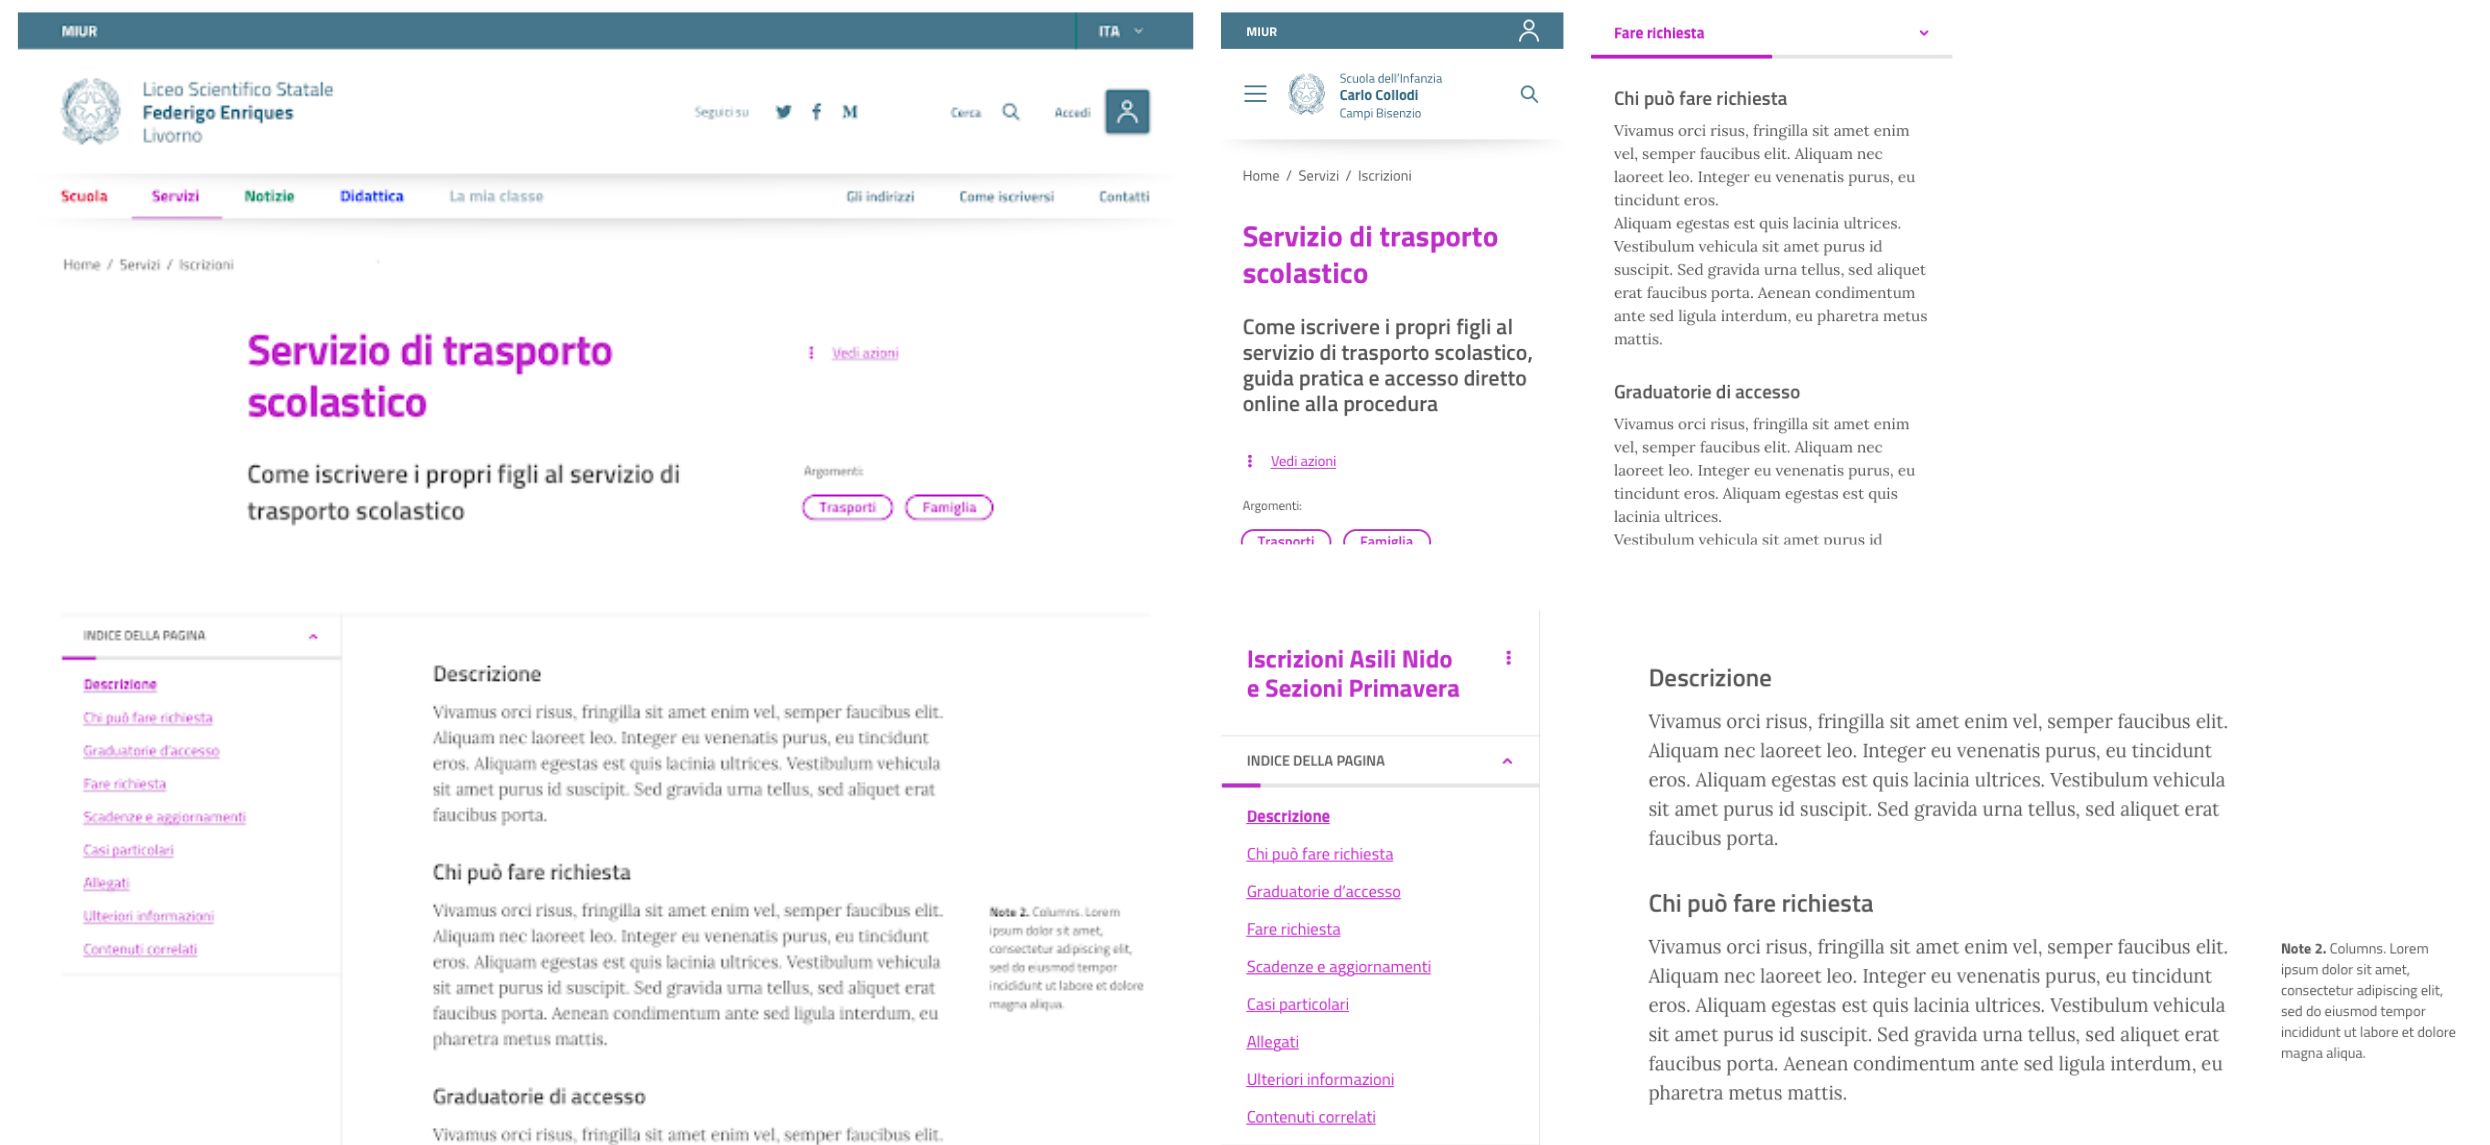 MIUR
ITA
Liceo Scientifico Statale
Federigo Enriques
Livorno
Seguici su
M
Cerca
Accedi
Scuola
Servizi
Notizie
Didattica
La mia classe
Gli indirizzi
Come iscriversi
Contatti
Home / Servizi / Iscrizioni
Servizio di trasporto
scolastico
Vedi azioni
Come iscrivere i propri figli al servizio di
trasporto scolastico
Argomenti:
Trasporti
Famiglia
INDICE DELLA PAGINA
Descrizione
Chi può fare richiesta
Graduatorie d'accesso
Fare richiesta
Scadenze e aggiornamenti
Casi particolari
Allegati
Ulteriori informazioni
Contenuti correlati
Descrizione
Vivamus orci risus, fringilla sit amet enim vel, semper faucibus elit.
Aliquam nec laoreet leo. Integer eu venenatis purus, eu tincidunt
eros. Aliquam egestas est quis lacinia ultrices. Vestibulum vehicula
sit amet purus id suscipit. Sed gravida urna tellus, sed aliquet erat
faucibus porta.
Chi può fare richiesta
Vivamus orci risus, fringilla sit amet enim vel, semper faucibus elit.
Aliquam nec laoreet leo. Integer eu venenatis purus, eu tincidunt
eros. Aliquam egestas est quis lacinia ultrices. Vestibulum vehicula
sit amet purus id suscipit. Sed gravida urna tellus, sed aliquet erat
faucibus porta. Aenean condimentum ante sed ligula interdum, eu
pharetra metus mattis.
Note 2. Columns. Lorem
ipsum dolor sit amet,
consectetur adipiscing elit,
sed do eiusmod tempor
incididunt ut labore et dolore
magna aliqua.
Graduatorie di accesso
Vivamus orci risus, fringilla sit amet enim vel, semper faucibus elit.
MIUR
Scuola dell'Infanzia
Carlo Collodi
Campi Bisenzio
Home / Servizi / Iscrizioni
Servizio di trasporto
scolastico
Come iscrivere i propri figli al
servizio di trasporto scolastico,
guida pratica e accesso diretto
online alla procedura
Vedi azioni
Argomenti:
Trasporti
Famiglia
Fare richiesta
Chi può fare richiesta
Vivamus orci risus, fringilla sit amet enim
vel, semper faucibus elit. Aliquam nec
laoreet leo. Integer eu venenatis purus, eu
tincidunt eros.
Aliquam egestas est quis lacinia ultrices.
Vestibulum vehicula sit amet purus id
suscipit. Sed gravida urna tellus, sed aliquet
erat faucibus porta. Aenean condimentum
ante sed ligula interdum, eu pharetra metus
mattis.
Graduatorie di accesso
Vivamus orci risus, fringilla sit amet enim
vel, semper faucibus elit. Aliquam nec
laoreet leo. Integer eu venenatis purus, eu
tincidunt eros. Aliquam egestas est quis
lacinia ultrices.
Vestibulum vehicula sit amet purus id
Iscrizioni Asili Nido
e Sezioni Primavera
INDICE DELLA PAGINA
Descrizione
Chi può fare richiesta
Graduatorie d'accesso
Fare richiesta
Scadenze e aggiornamenti
Casi particolari
Allegati
Ulteriori informazioni
Contenuti correlati
Descrizione
Vivamus orci risus, fringilla sit amet enim vel, semper faucibus elit.
Aliquam nec laoreet leo. Integer eu venenatis purus, eu tincidunt
eros. Aliquam egestas est quis lacinia ultrices. Vestibulum vehicula
sit amet purus id suscipit. Sed gravida urna tellus, sed aliquet erat
faucibus porta.
Chi può fare richiesta
Vivamus orci risus, fringilla sit amet enim vel, semper faucibus elit.
Aliquam nec laoreet leo. Integer eu venenatis purus, eu tincidunt
eros. Aliquam egestas est quis lacinia ultrices. Vestibulum vehicula
sit amet purus id suscipit. Sed gravida urna tellus, sed aliquet erat
faucibus porta. Aenean condimentum ante sed ligula interdum, eu
pharetra metus mattis.
Note 2. Columns. Lorem
ipsum dolor sit amet,
consectetur adipiscing elit,
sed do eiusmod tempor
incididunt ut labore et dolore
magna aliqua.